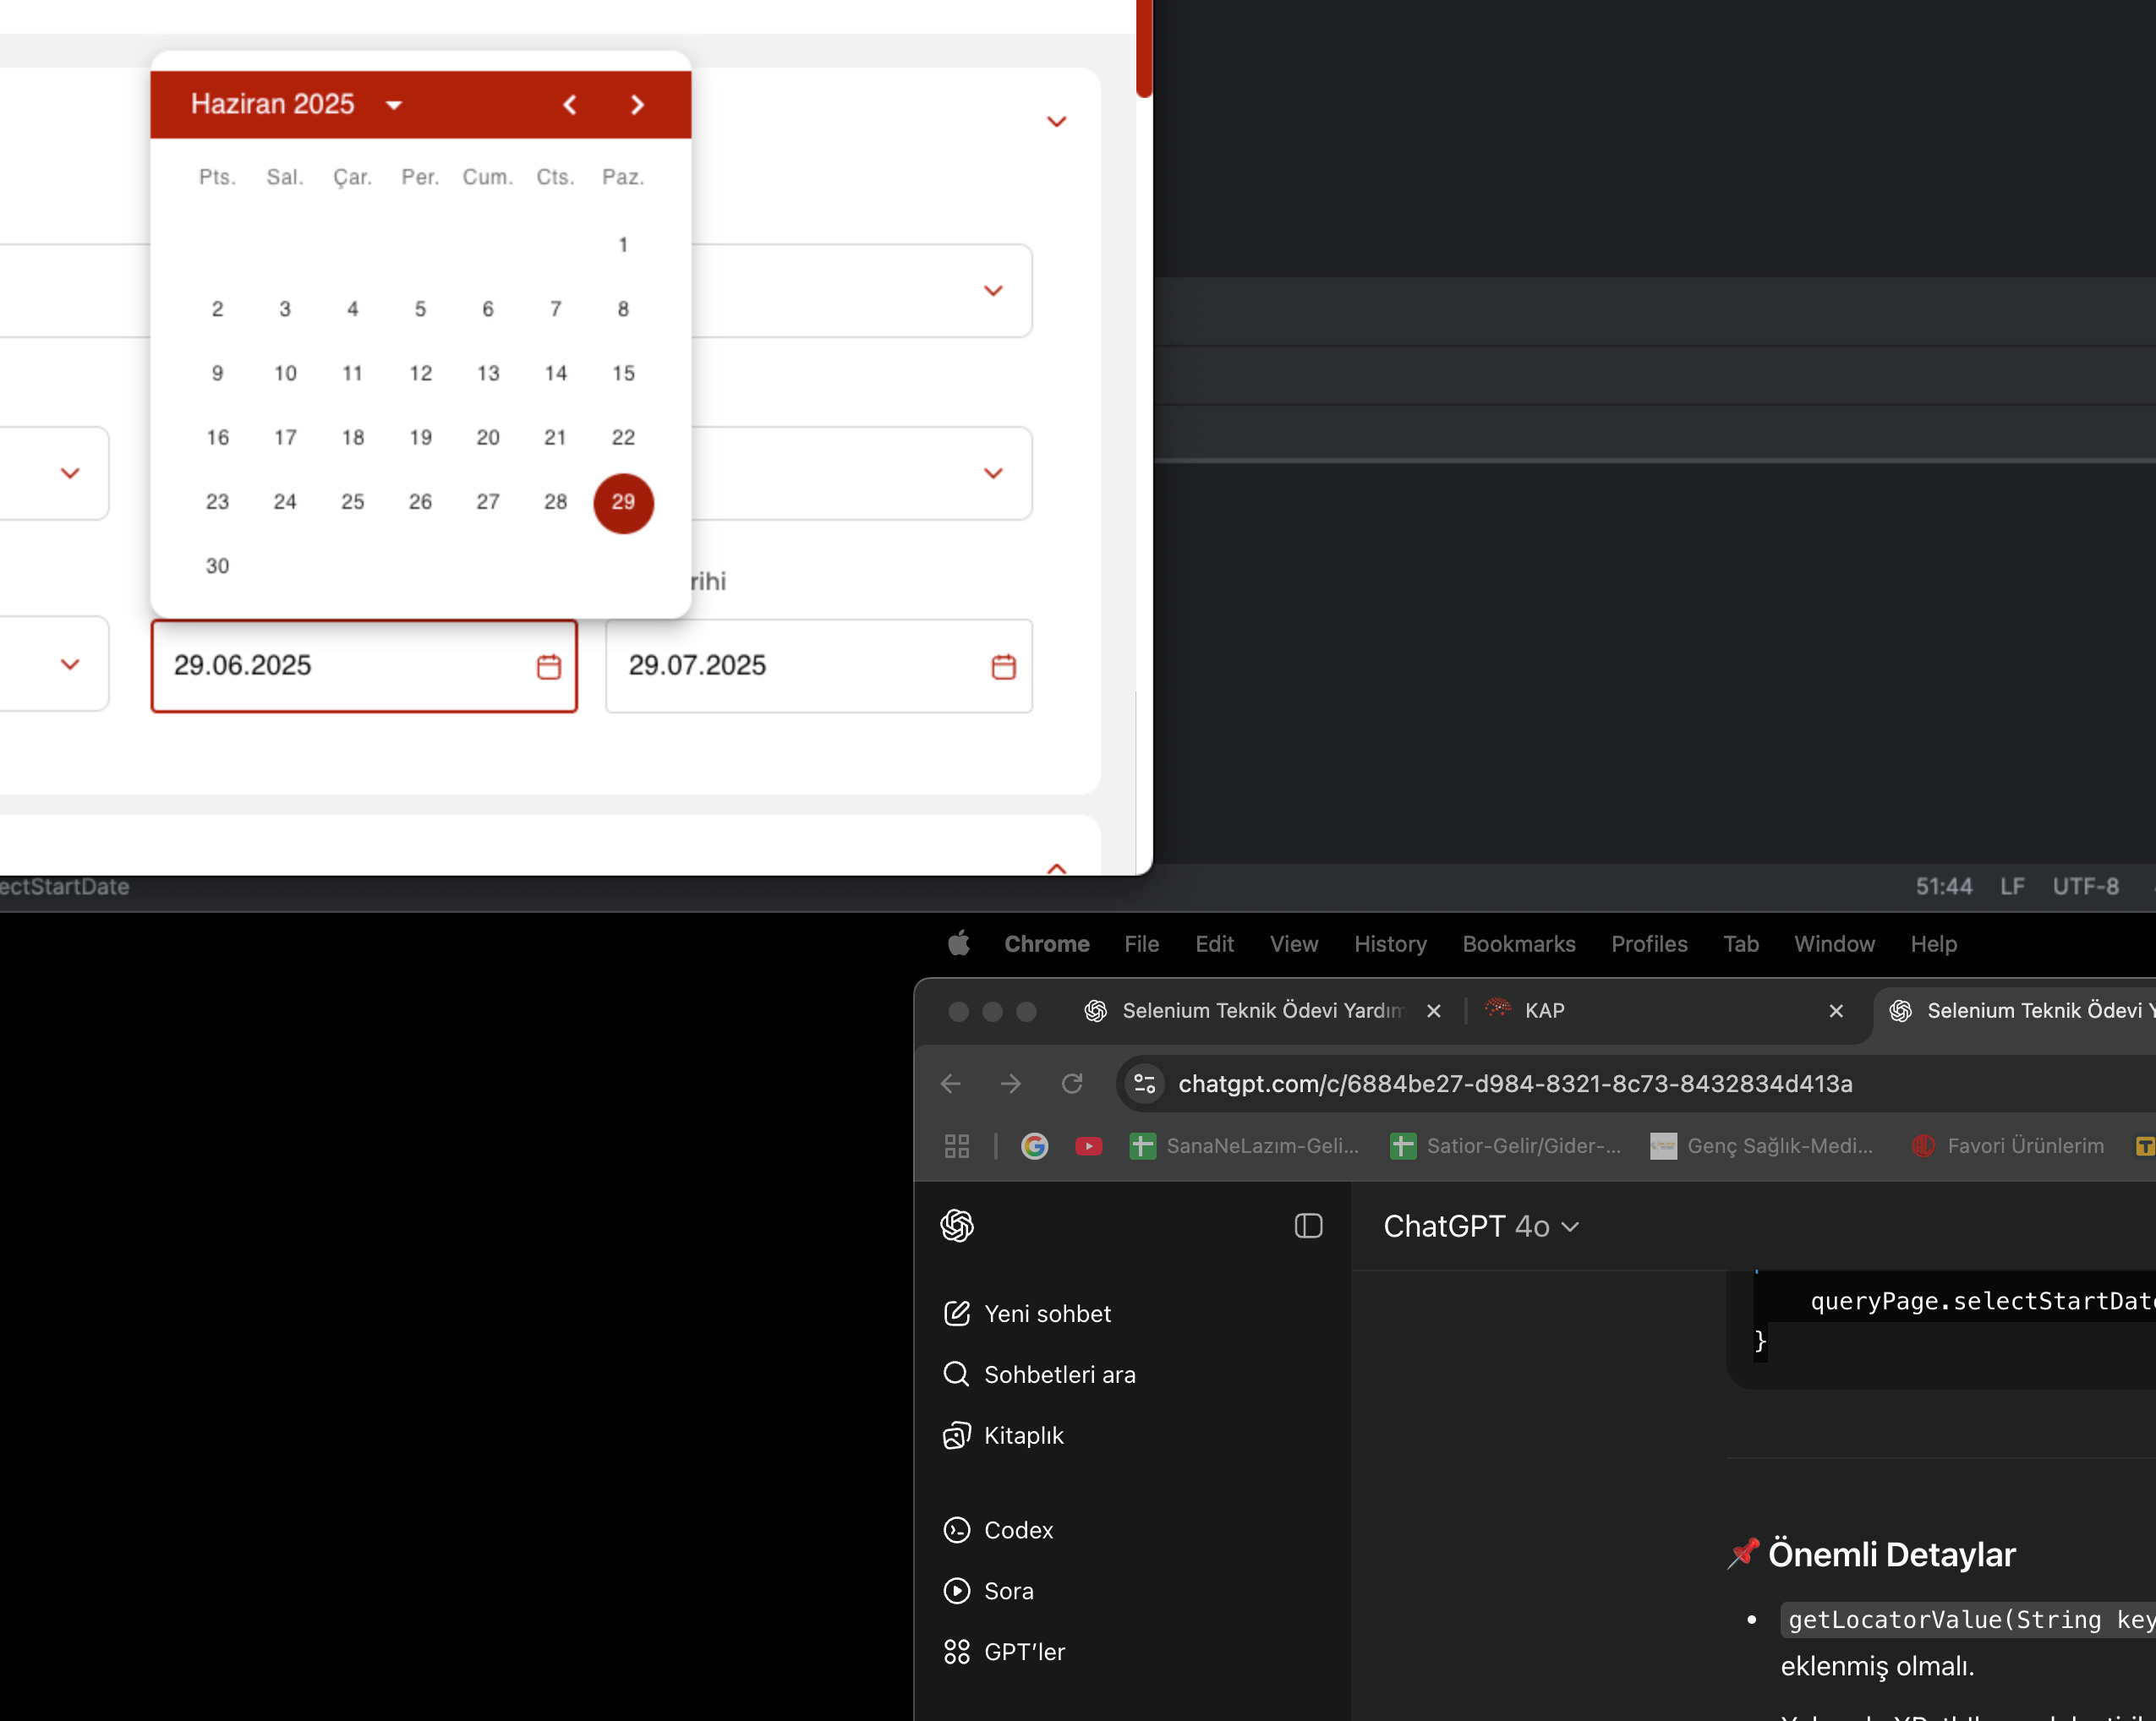 Haziran 2025
Pts. Sal. Çar. Per. Cum. Cts. Paz.
1
2 3 4 5 6 7 8
9 10 11 12 13 14 15
16 17 18 19 20 21 22
23 24 25 26 27 28 29
30
rihi
29.06.2025
29.07.2025
ectStartDate
51:44 LF UTF-8
Chrome File Edit View History Bookmarks Profiles Tab Window Help
Selenium Teknik Ödevi Yardım
KAP
Selenium Teknik Ödevi Y
chatgpt.com/c/6884be27-d984-8321-8c73-8432834d413a
SanaNeLazım-Geli...
Satior-Gelir/Gider-...
Genç Sağlık-Medi...
Favori Ürünlerim
ChatGPT 4o
Yeni sohbet
Sohbetleri ara
Kitaplık
Codex
Sora
GPT'ler
queryPage.selectStartDat
}
📌 Önemli Detaylar
• getLocatorValue(String key
eklenmiş olmalı.